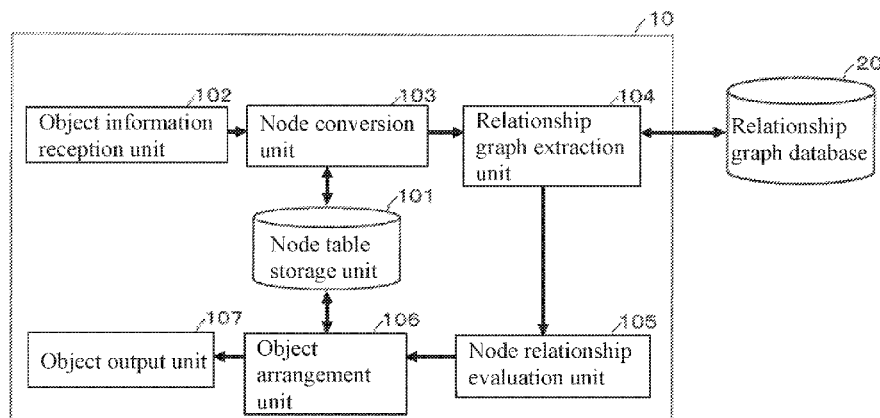 10
20
102
103
104
Object information
reception unit
Node conversion
unit
Relationship
graph extraction
unit
Relationship
graph database
101
Node table
storage unit
107
106
105
Object output unit
Object
arrangement
unit
Node relationship
evaluation unit